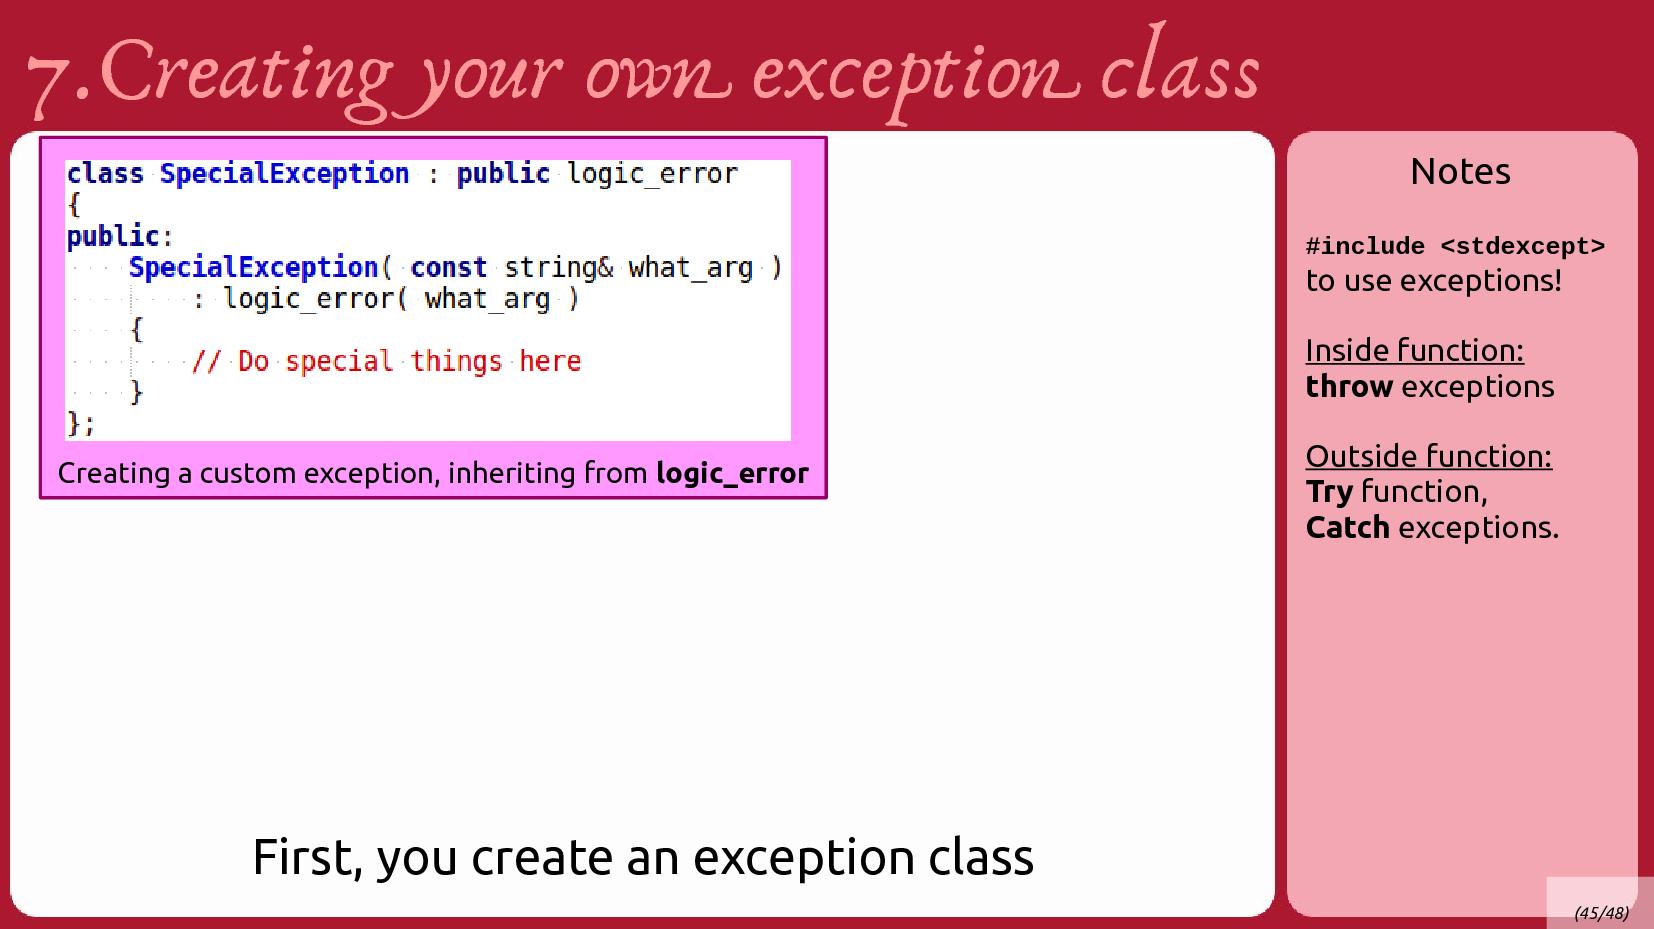 7.Creating your own exception class
class SpecialException : public logic_error
{
public:
    SpecialException( const string& what_arg )
        : logic_error( what_arg )
    {
        // Do special things here
    }
};
Creating a custom exception, inheriting from logic_error
First, you create an exception class
Notes
#include <stdexcept>
to use exceptions!
Inside function:
throw exceptions
Outside function:
Try function,
Catch exceptions.
(45/48)